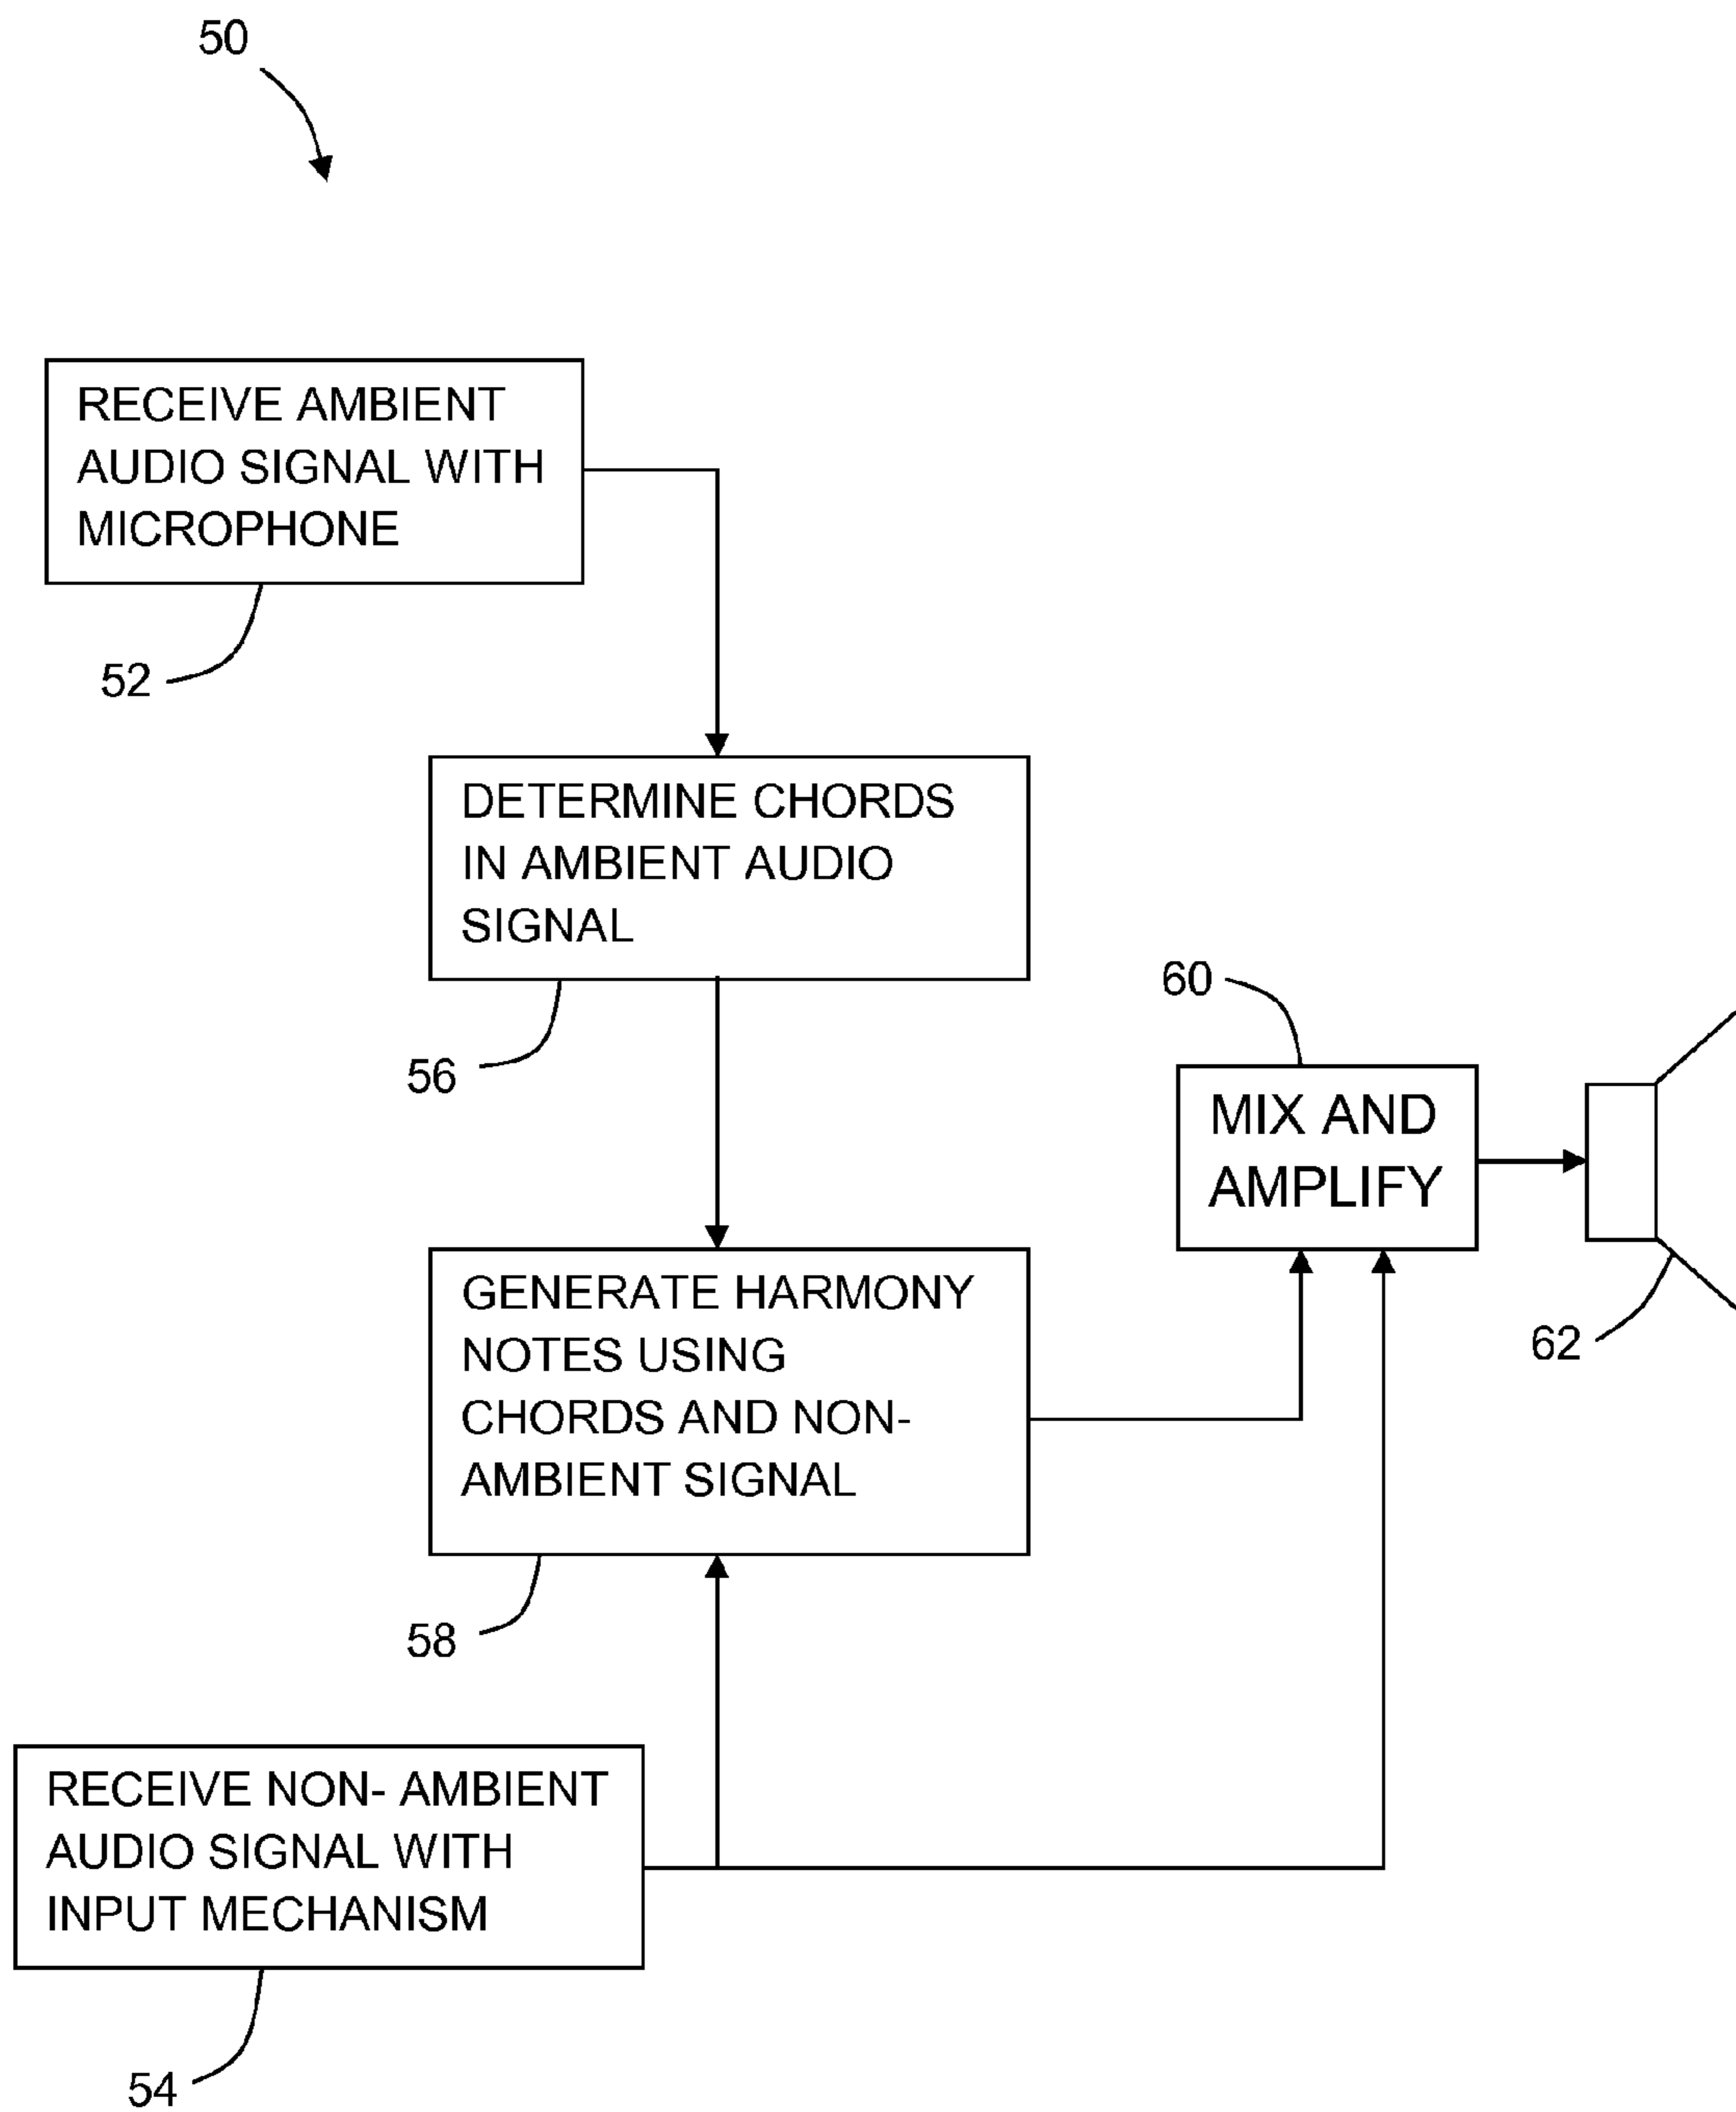 50
RECEIVE AMBIENT
AUDIO SIGNAL WITH
MICROPHONE
52
DETERMINE CHORDS
IN AMBIENT AUDIO
SIGNAL
56
60
MIX AND
AMPLIFY
62
GENERATE HARMONY
NOTES USING
CHORDS AND NON-
AMBIENT SIGNAL
58
RECEIVE NON- AMBIENT
AUDIO SIGNAL WITH
INPUT MECHANISM
54